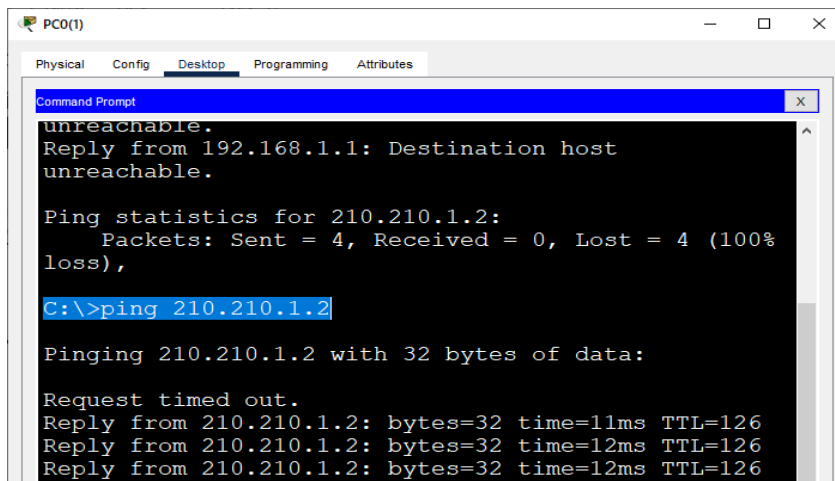 PC0(1)
Physical Config Desktop Programming Attributes
Command Prompt X
unreachable.
Reply from 192.168.1.1: Destination host
unreachable.
Ping statistics for 210.210.1.2:
Packets: Sent = 4, Received = 0, Lost = 4 (100%
loss),
C:\>ping 210.210.1.2
Pinging 210.210.1.2 with 32 bytes of data:
Request timed out.
Reply from 210.210.1.2: bytes=32 time=11ms TTL=126
Reply from 210.210.1.2: bytes=32 time=12ms TTL=126
Reply from 210.210.1.2: bytes=32 time=12ms TTL=126